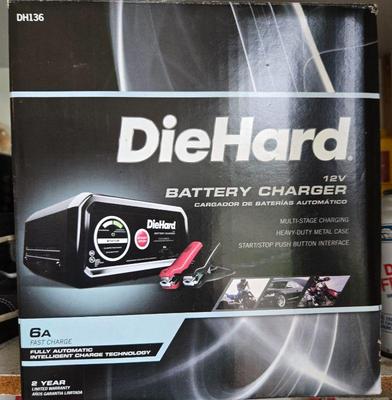 DH136
DieHard
12V
BATTERY CHARGER
CARGADOR DE BATERÍAS AUTOMÁTICO
MULTI-STAGE CHARGING
HEAVY-DUTY METAL CASE
START/STOP PUSH BUTTON INTERFACE
DieHard
6A
FAST CHARGE
FULLY AUTOMATIC
INTELLIGENT CHARGE TECHNOLOGY
2 YEAR
LIMITED WARRANTY
AÑOS GARANTÍA LIMITADA